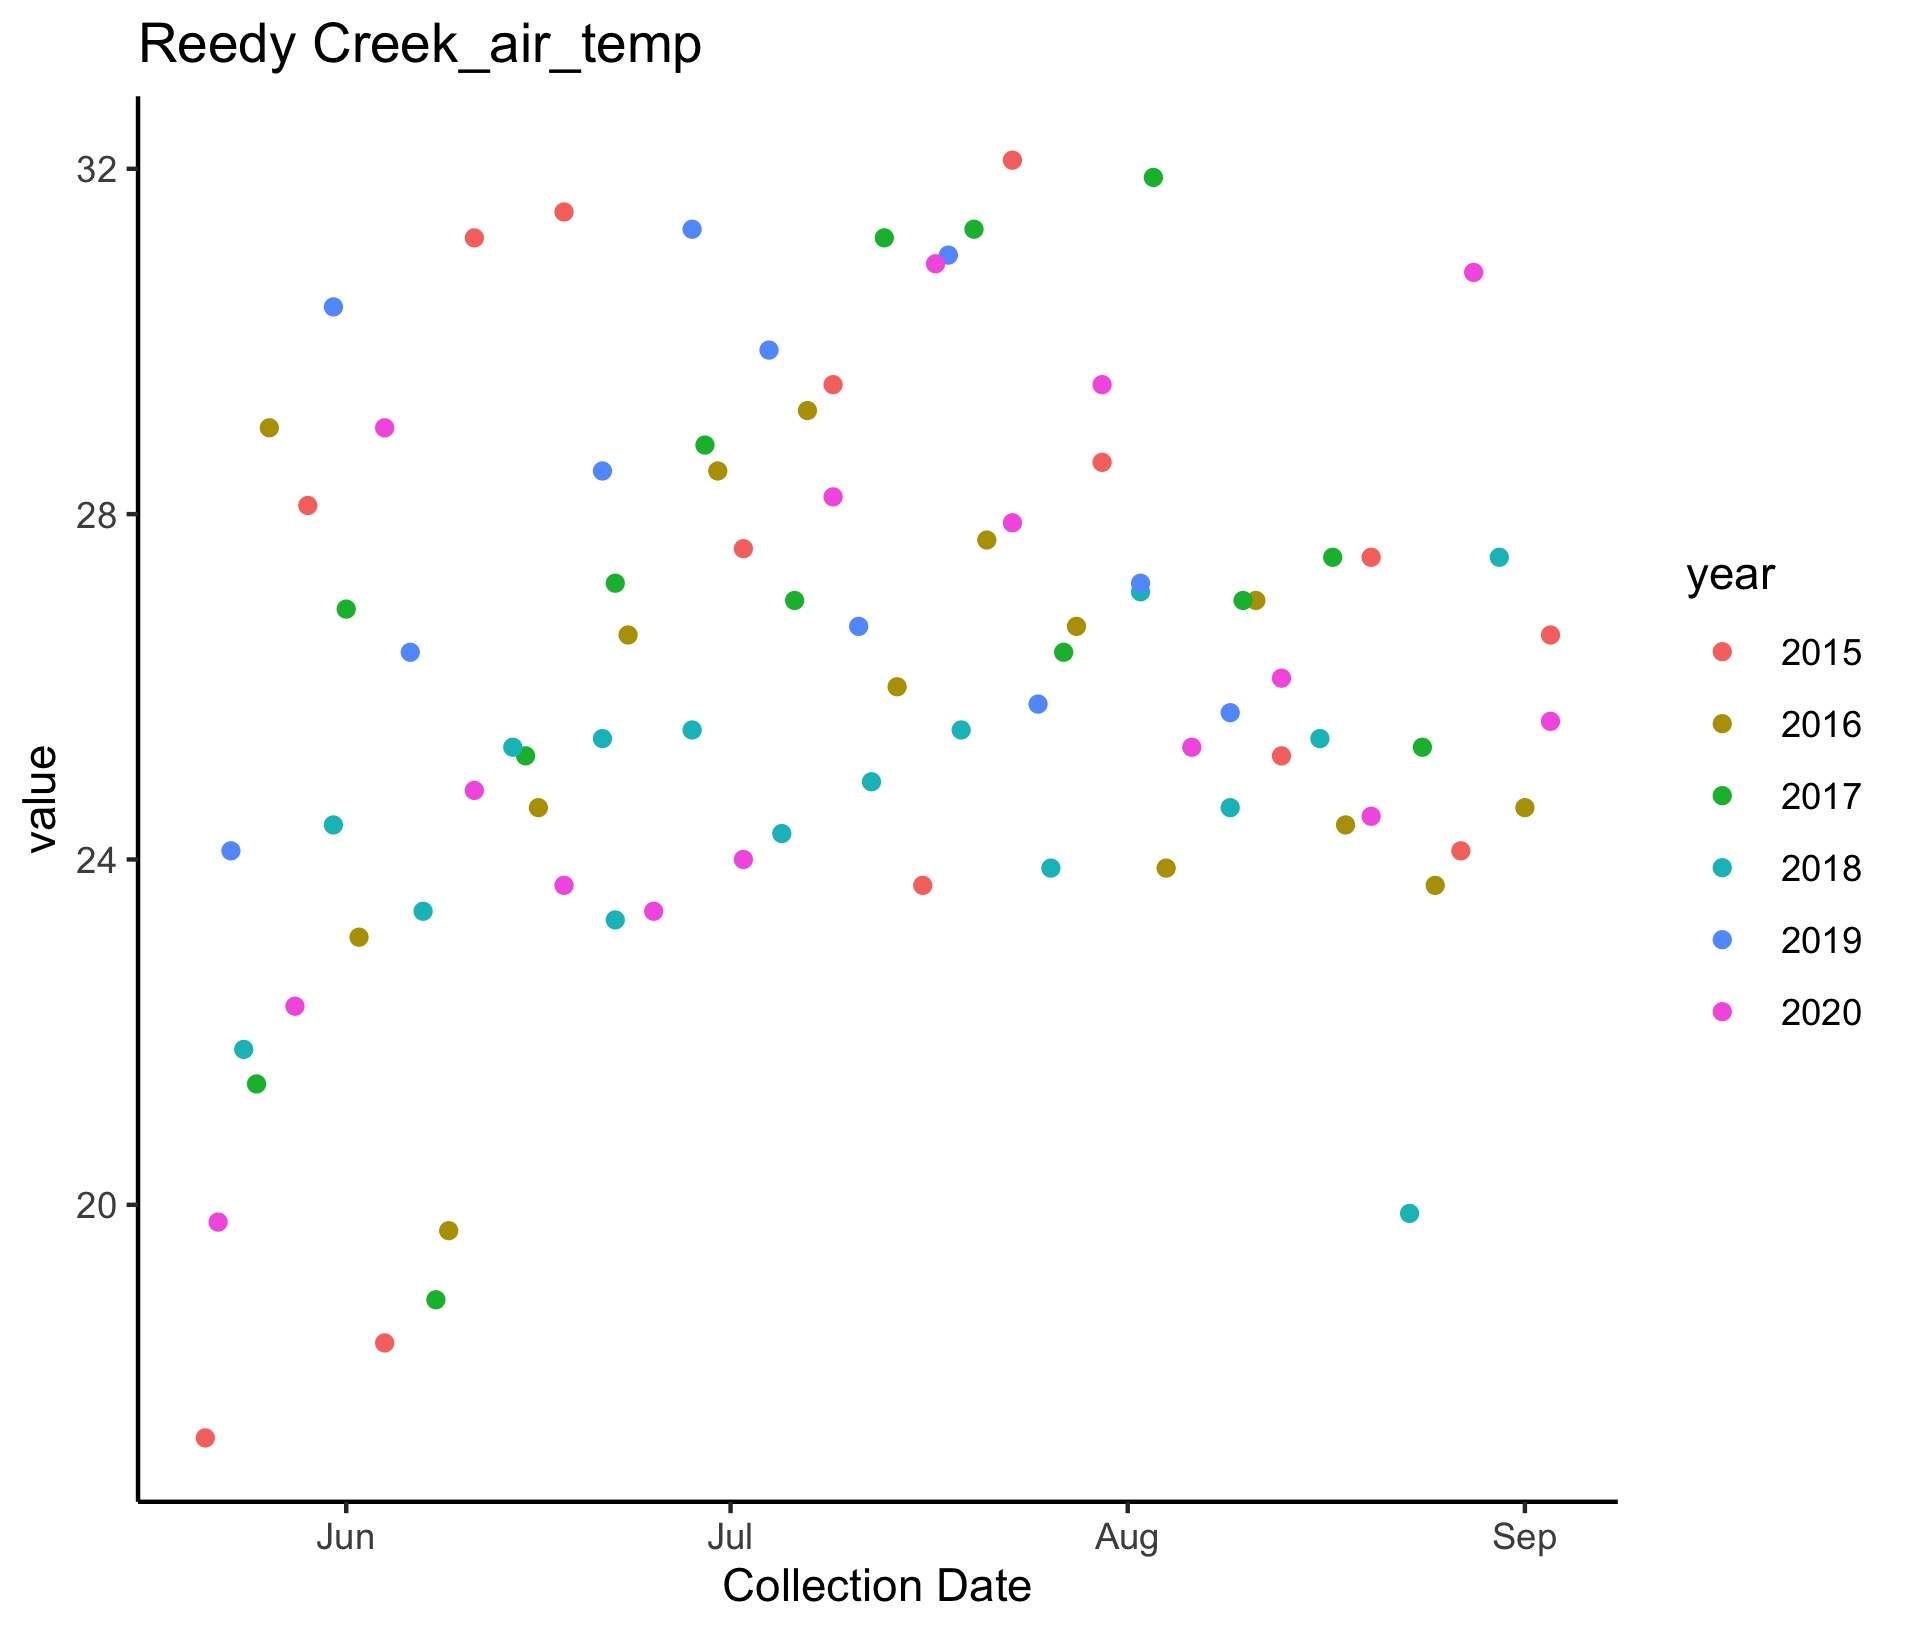 Reedy Creek_air_temp
32
28
24
20
value
Jun Jul Aug Sep
Collection Date
year
2015
2016
2017
2018
2019
2020